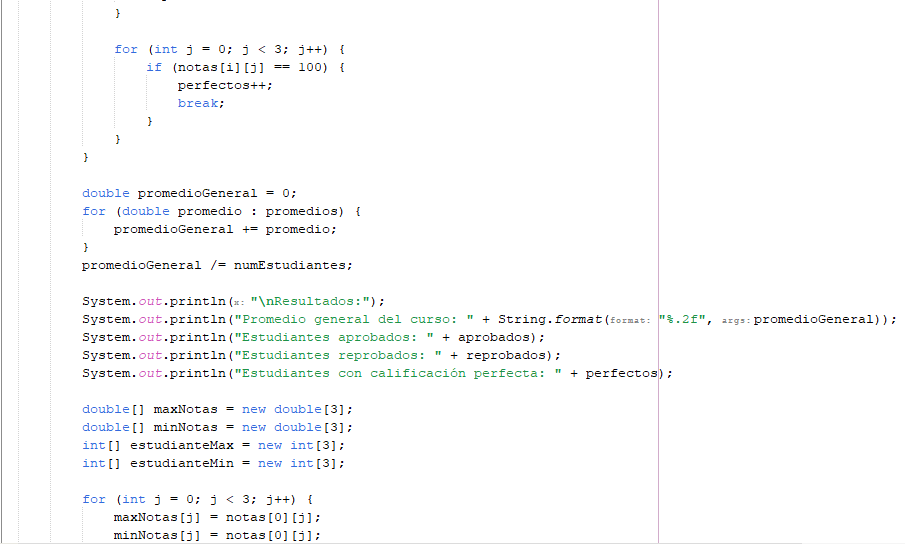 }
for (int j = 0; j < 3; j++) {
if (notas[i][j] == 100) {
perfectos++;
break;
}
}
}
double promedioGeneral = 0;
for (double promedio : promedios) {
promedioGeneral += promedio;
}
promedioGeneral /= numEstudiantes;
System.out.println(x: "\nResultados:");
System.out.println("Promedio general del curso: " + String.format(format: "%.2f", args: promedioGeneral));
System.out.println("Estudiantes aprobados: " + aprobados);
System.out.println("Estudiantes reprobados: " + reprobados);
System.out.println("Estudiantes con calificación perfecta: " + perfectos);
double[] maxNotas = new double[3];
double[] minNotas = new double[3];
int[] estudianteMax = new int[3];
int[] estudianteMin = new int[3];
for (int j = 0; j < 3; j++) {
maxNotas[j] = notas[0][j];
minNotas[j] = notas[0][j];